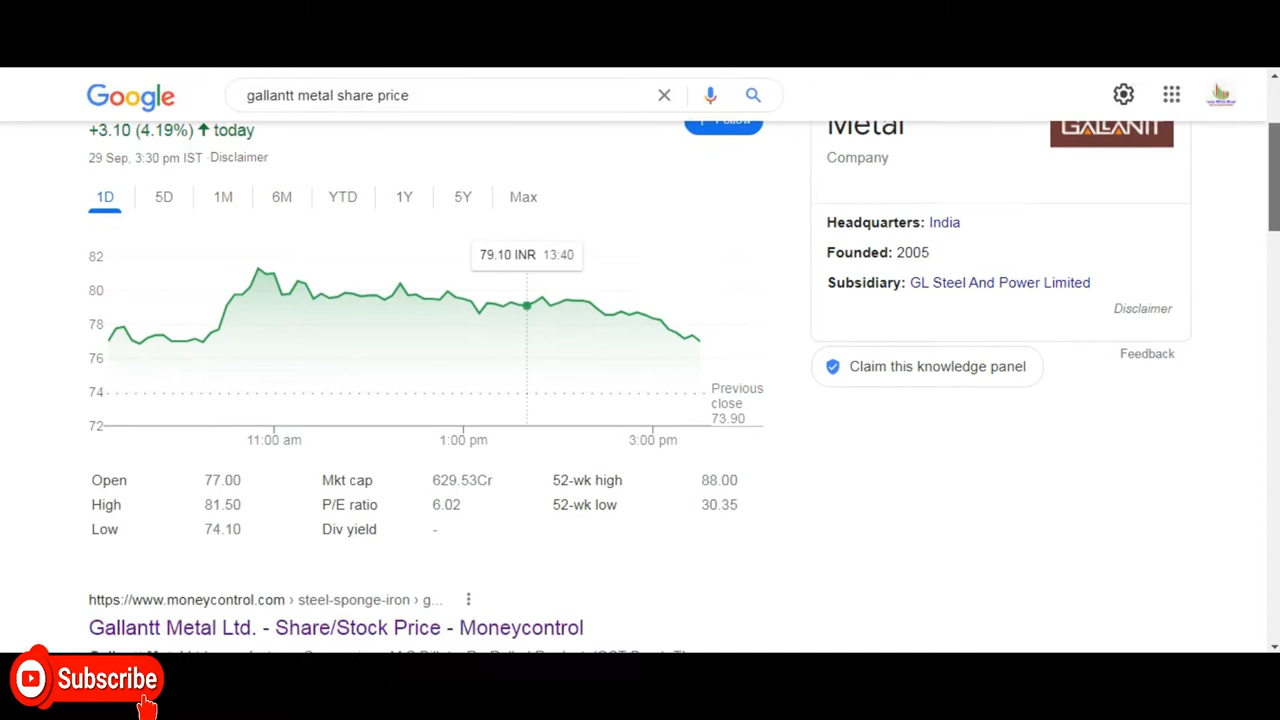 Google
gallantt metal share price
+3.10 (4.19%) ↑ today
29 Sep, 3:30 pm IST · Disclaimer
+ Follow
1D 5D 1M 6M YTD 1Y 5Y Max
79.10 INR 13:40
82
80
78
76
74
72
Previous
close
73.90
11:00 am 1:00 pm 3:00 pm
Open 77.00 Mkt cap 629.53Cr 52-wk high 88.00
High 81.50 P/E ratio 6.02 52-wk low 30.35
Low 74.10 Div yield -
https://www.moneycontrol.com › steel-sponge-iron › g...
Gallantt Metal Ltd. - Share/Stock Price - Moneycontrol
Metal
Company
GALLANTT
Headquarters: India
Founded: 2005
Subsidiary: GL Steel And Power Limited
Disclaimer
Feedback
Claim this knowledge panel
Subscribe